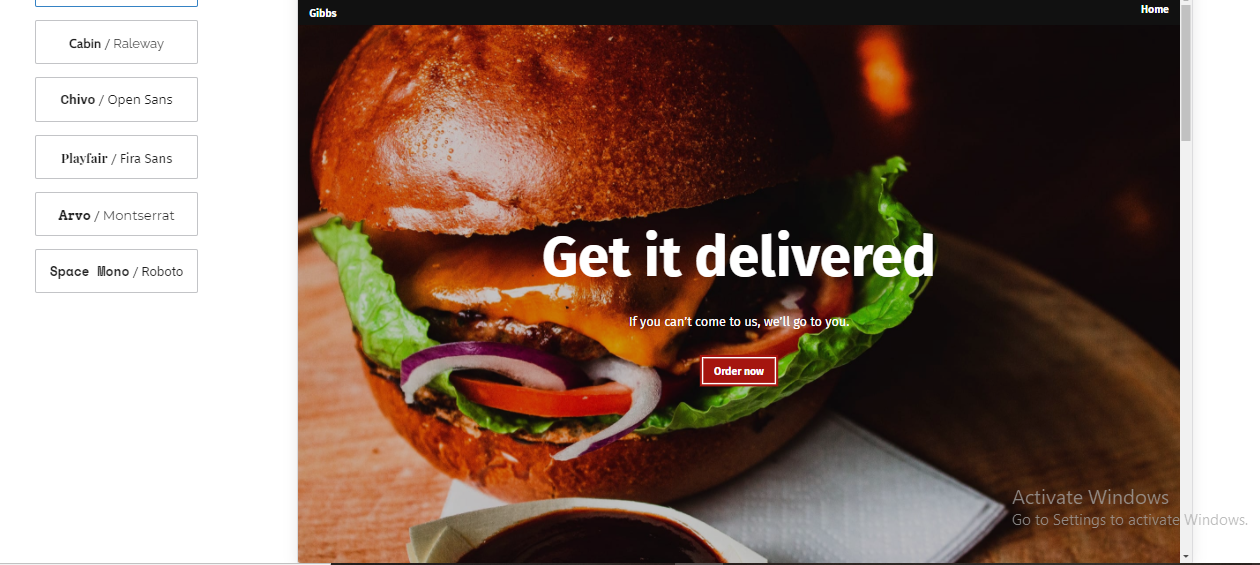 Gibbs
Home
Cabin / Raleway
Chivo / Open Sans
Playfair / Fira Sans
Arvo / Montserrat
Space Mono / Roboto
Get it delivered
If you can't come to us, we'll go to you.
Order now
Activate Windows
Go to Settings to activate Windows.